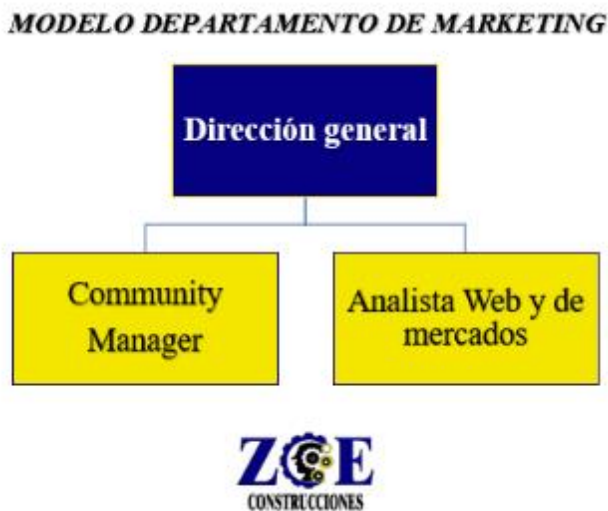 MODELO DEPARTAMENTO DE MARKETING
Dirección general
Community
Manager
Analista Web y de
mercados
ZOE
CONSTRUCCIONES